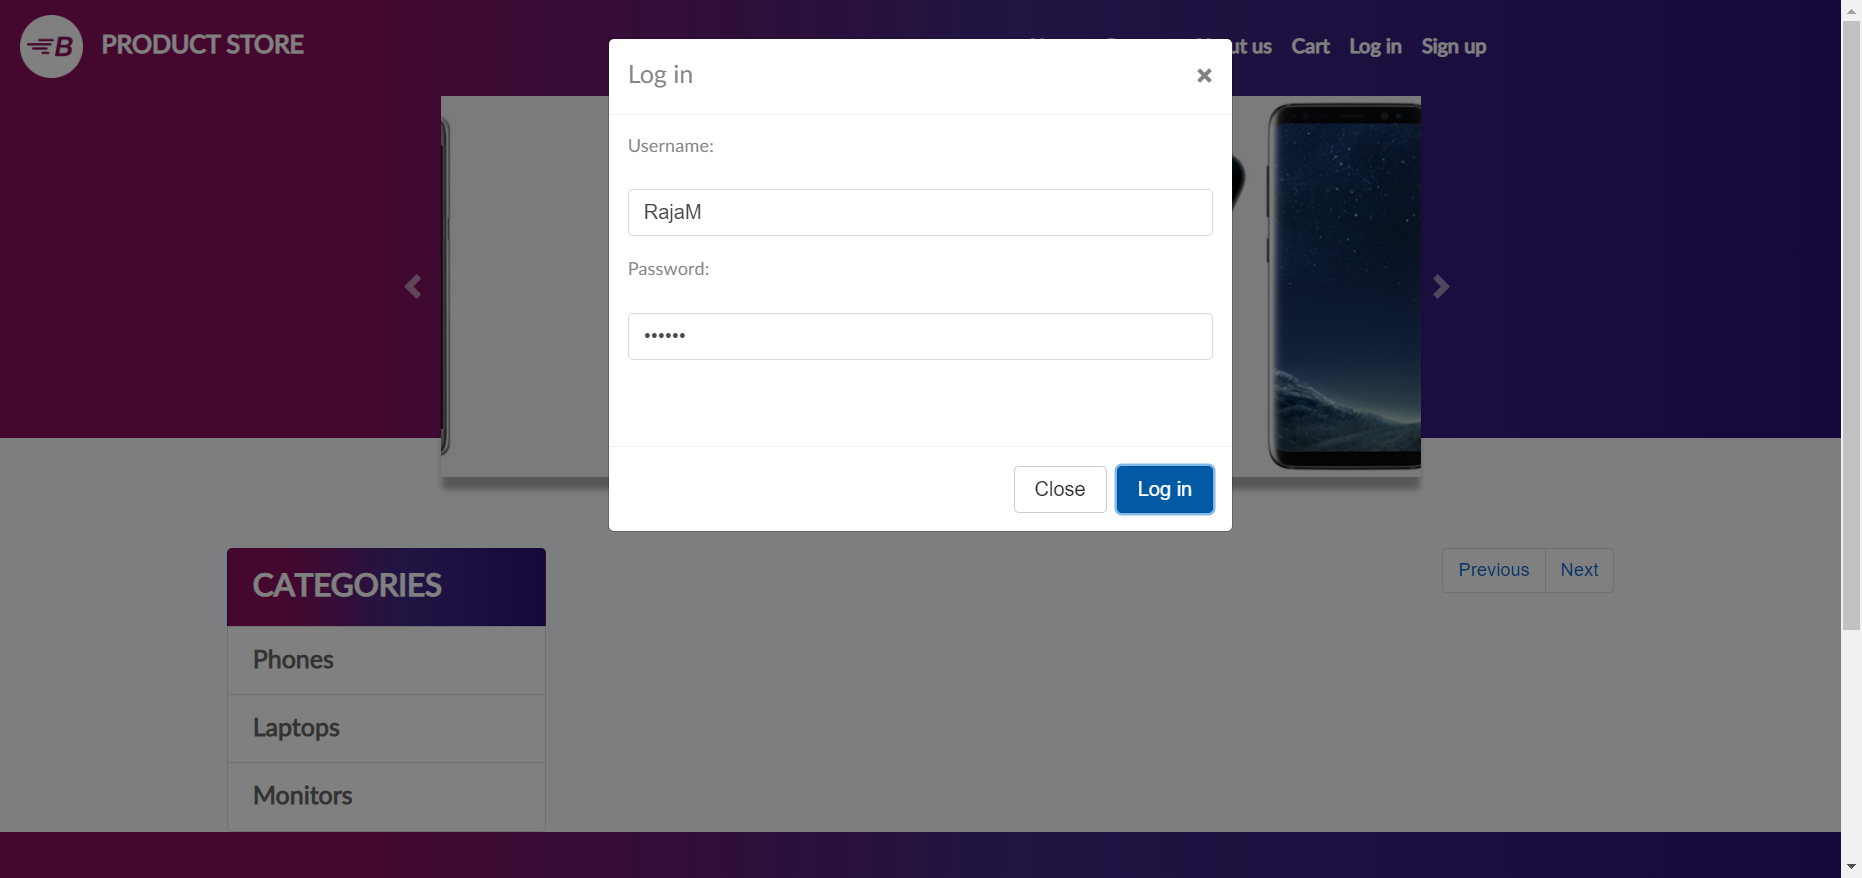 B PRODUCT STORE
ut us Cart Log in Sign up
Log in ×
Username:
RajaM
Password:
••••••
Close Log in
CATEGORIES
Previous Next
Phones
Laptops
Monitors